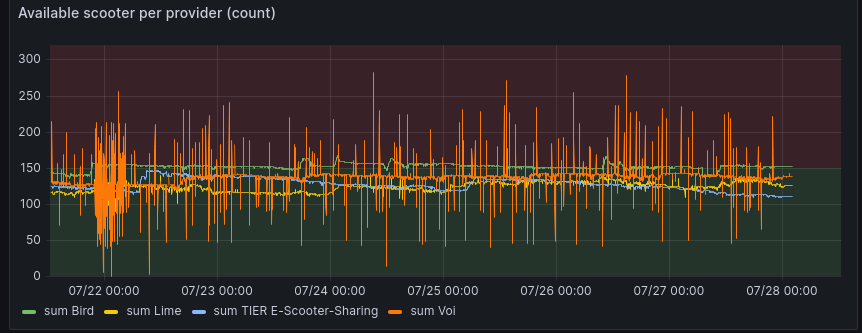 Available scooter per provider (count)
300
250
200
150
100
50
0
07/22 00:00 07/23 00:00 07/24 00:00 07/25 00:00 07/26 00:00 07/27 00:00 07/28 00:00
sum Bird sum Lime sum TIER E-Scooter-Sharing sum Voi